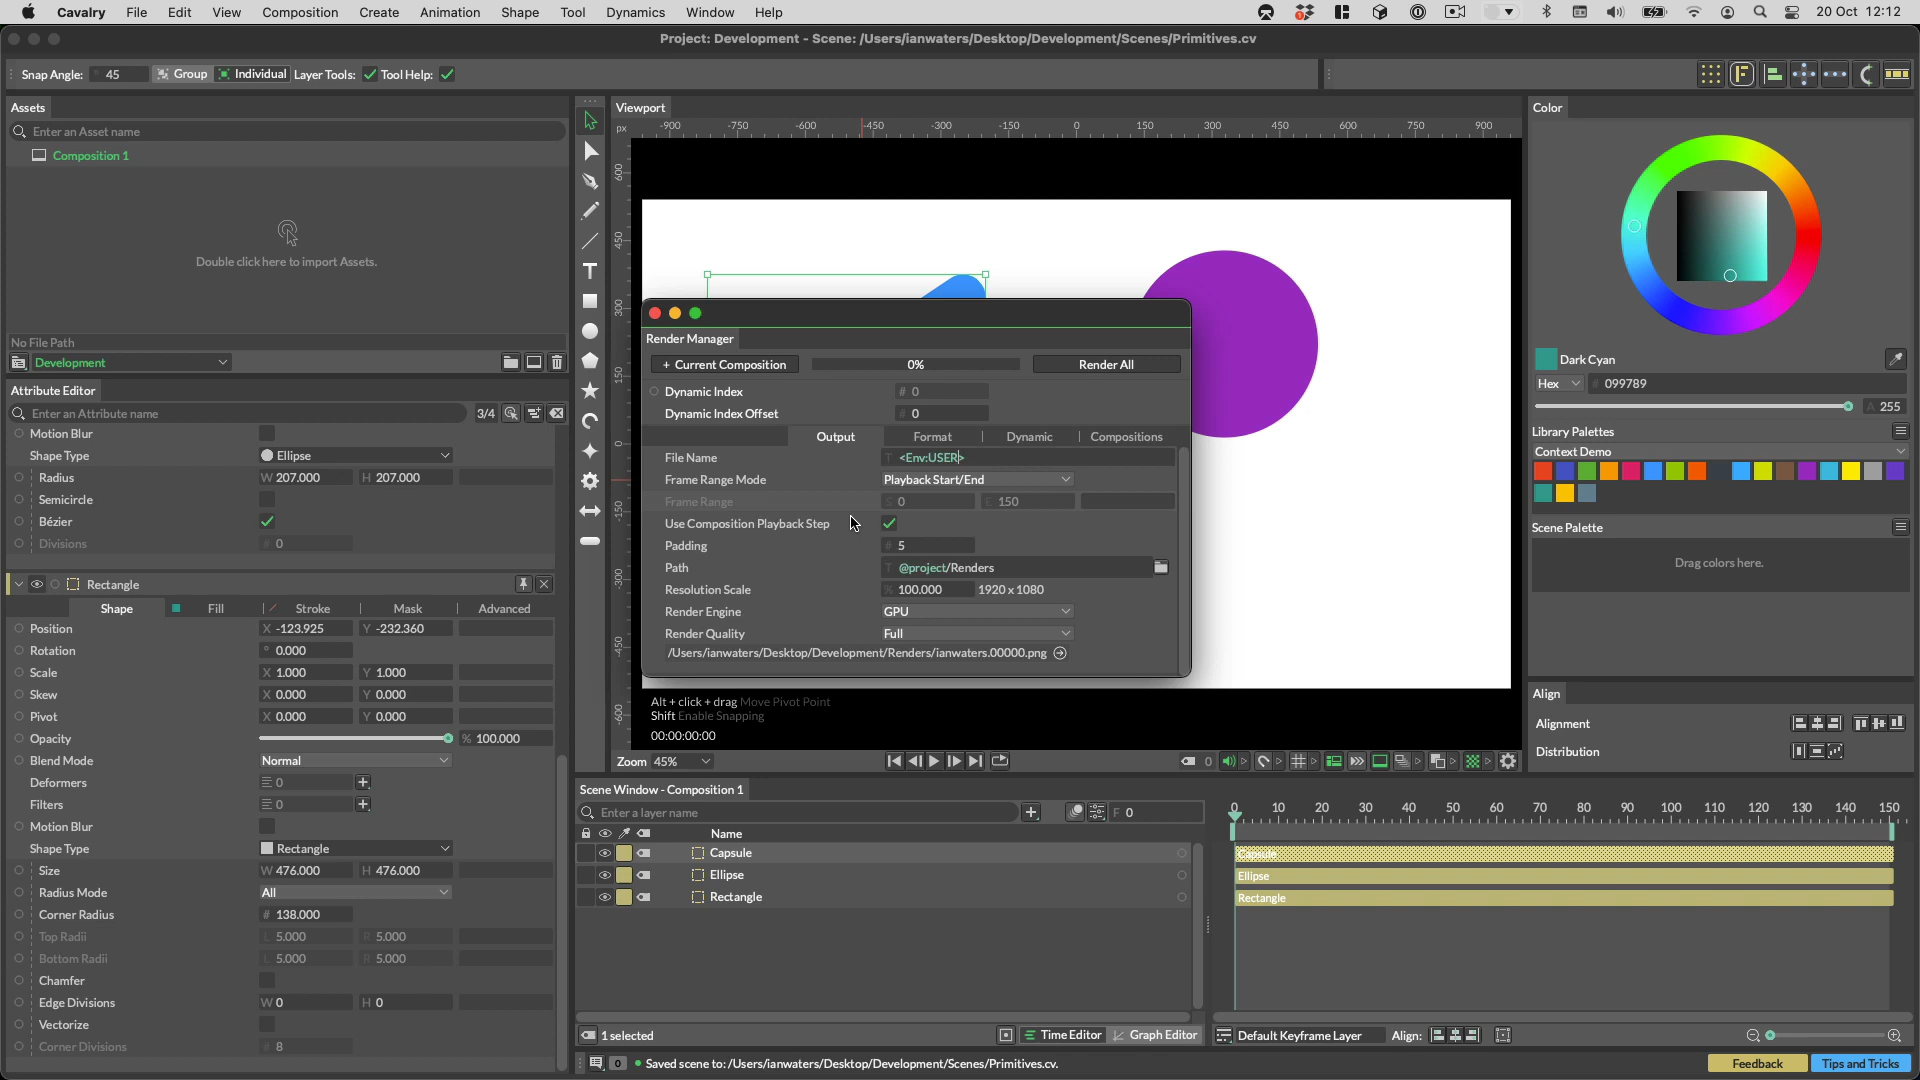 Cavalry File Edit View Composition Create Animation Shape Tool Dynamics Window Help 20 Oct 12:12
Project: Development - Scene: /Users/ianwaters/Desktop/Development/Scenes/Primitives.cv
Snap Angle: ° 45 Group Individual Layer Tools: Tool Help:
Assets
Enter an Asset name
Composition 1
Double click here to import Assets.
No File Path
Development
Attribute Editor
Enter an Attribute name 3/4
Motion Blur
Shape Type Ellipse
Radius W 207.000 H 207.000
Semicircle
Bézier
Divisions # 0
Rectangle
Shape Fill Stroke Mask Advanced
Position X -123.925 Y -232.360
Rotation ° 0.000
Scale X 1.000 Y 1.000
Skew X 0.000 Y 0.000
Pivot X 0.000 Y 0.000
Opacity % 100.000
Blend Mode Normal
Deformers 0
Filters 0
Motion Blur
Shape Type Rectangle
Size W 476.000 H 476.000
Radius Mode All
Corner Radius # 138.000
Top Radii L 5.000 R 5.000
Bottom Radii L 5.000 R 5.000
Chamfer
Edge Divisions W 0 H 0
Vectorize
Corner Divisions # 8
Viewport
px -900 -750 -600 -450 -300 -150 0 150 300 450 600 750 900
600
450
300
150
0
-150
-300
-450
-600
Render Manager
+ Current Composition 0% Render All
Dynamic Index # 0
Dynamic Index Offset # 0
Output Format Dynamic Compositions
File Name T <Env:USER>
Frame Range Mode Playback Start/End
Frame Range S 0 E 150
Use Composition Playback Step
Padding # 5
Path T @project/Renders
Resolution Scale % 100.000 1920 x 1080
Render Engine GPU
Render Quality Full
/Users/ianwaters/Desktop/Development/Renders/ianwaters.00000.png
Alt + click + drag Move Pivot Point
Shift Enable Snapping
00:00:00:00
Zoom 45% 0
Scene Window - Composition 1
Enter a layer name F 0
Name
Capsule
Ellipse
Rectangle
0 10 20 30 40 50 60 70 80 90 100 110 120 130 140 150
Capsule
Ellipse
Rectangle
1 selected Time Editor Graph Editor Default Keyframe Layer Align:
0 Saved scene to: /Users/ianwaters/Desktop/Development/Scenes/Primitives.cv. Feedback Tips and Tricks
Color
Dark Cyan
Hex # 099789
A 255
Library Palettes
Context Demo
Scene Palette
Drag colors here.
Align
Alignment
Distribution